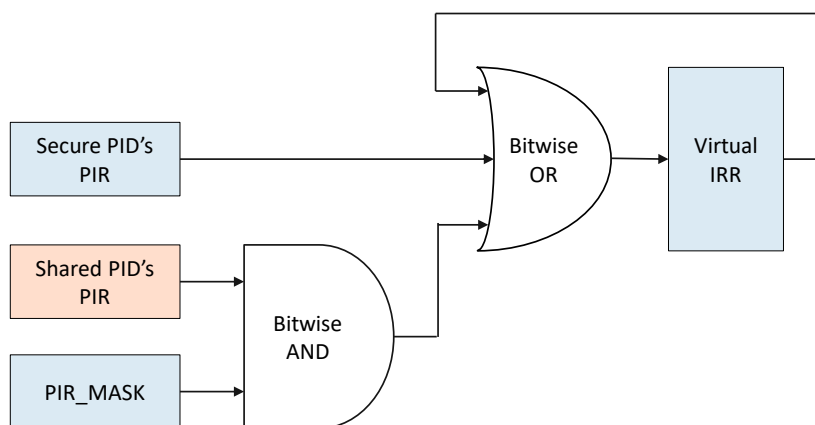 Secure PID’s
PIR
Bitwise
OR
Virtual
IRR
Shared PID’s
PIR
Bitwise
AND
PIR_MASK